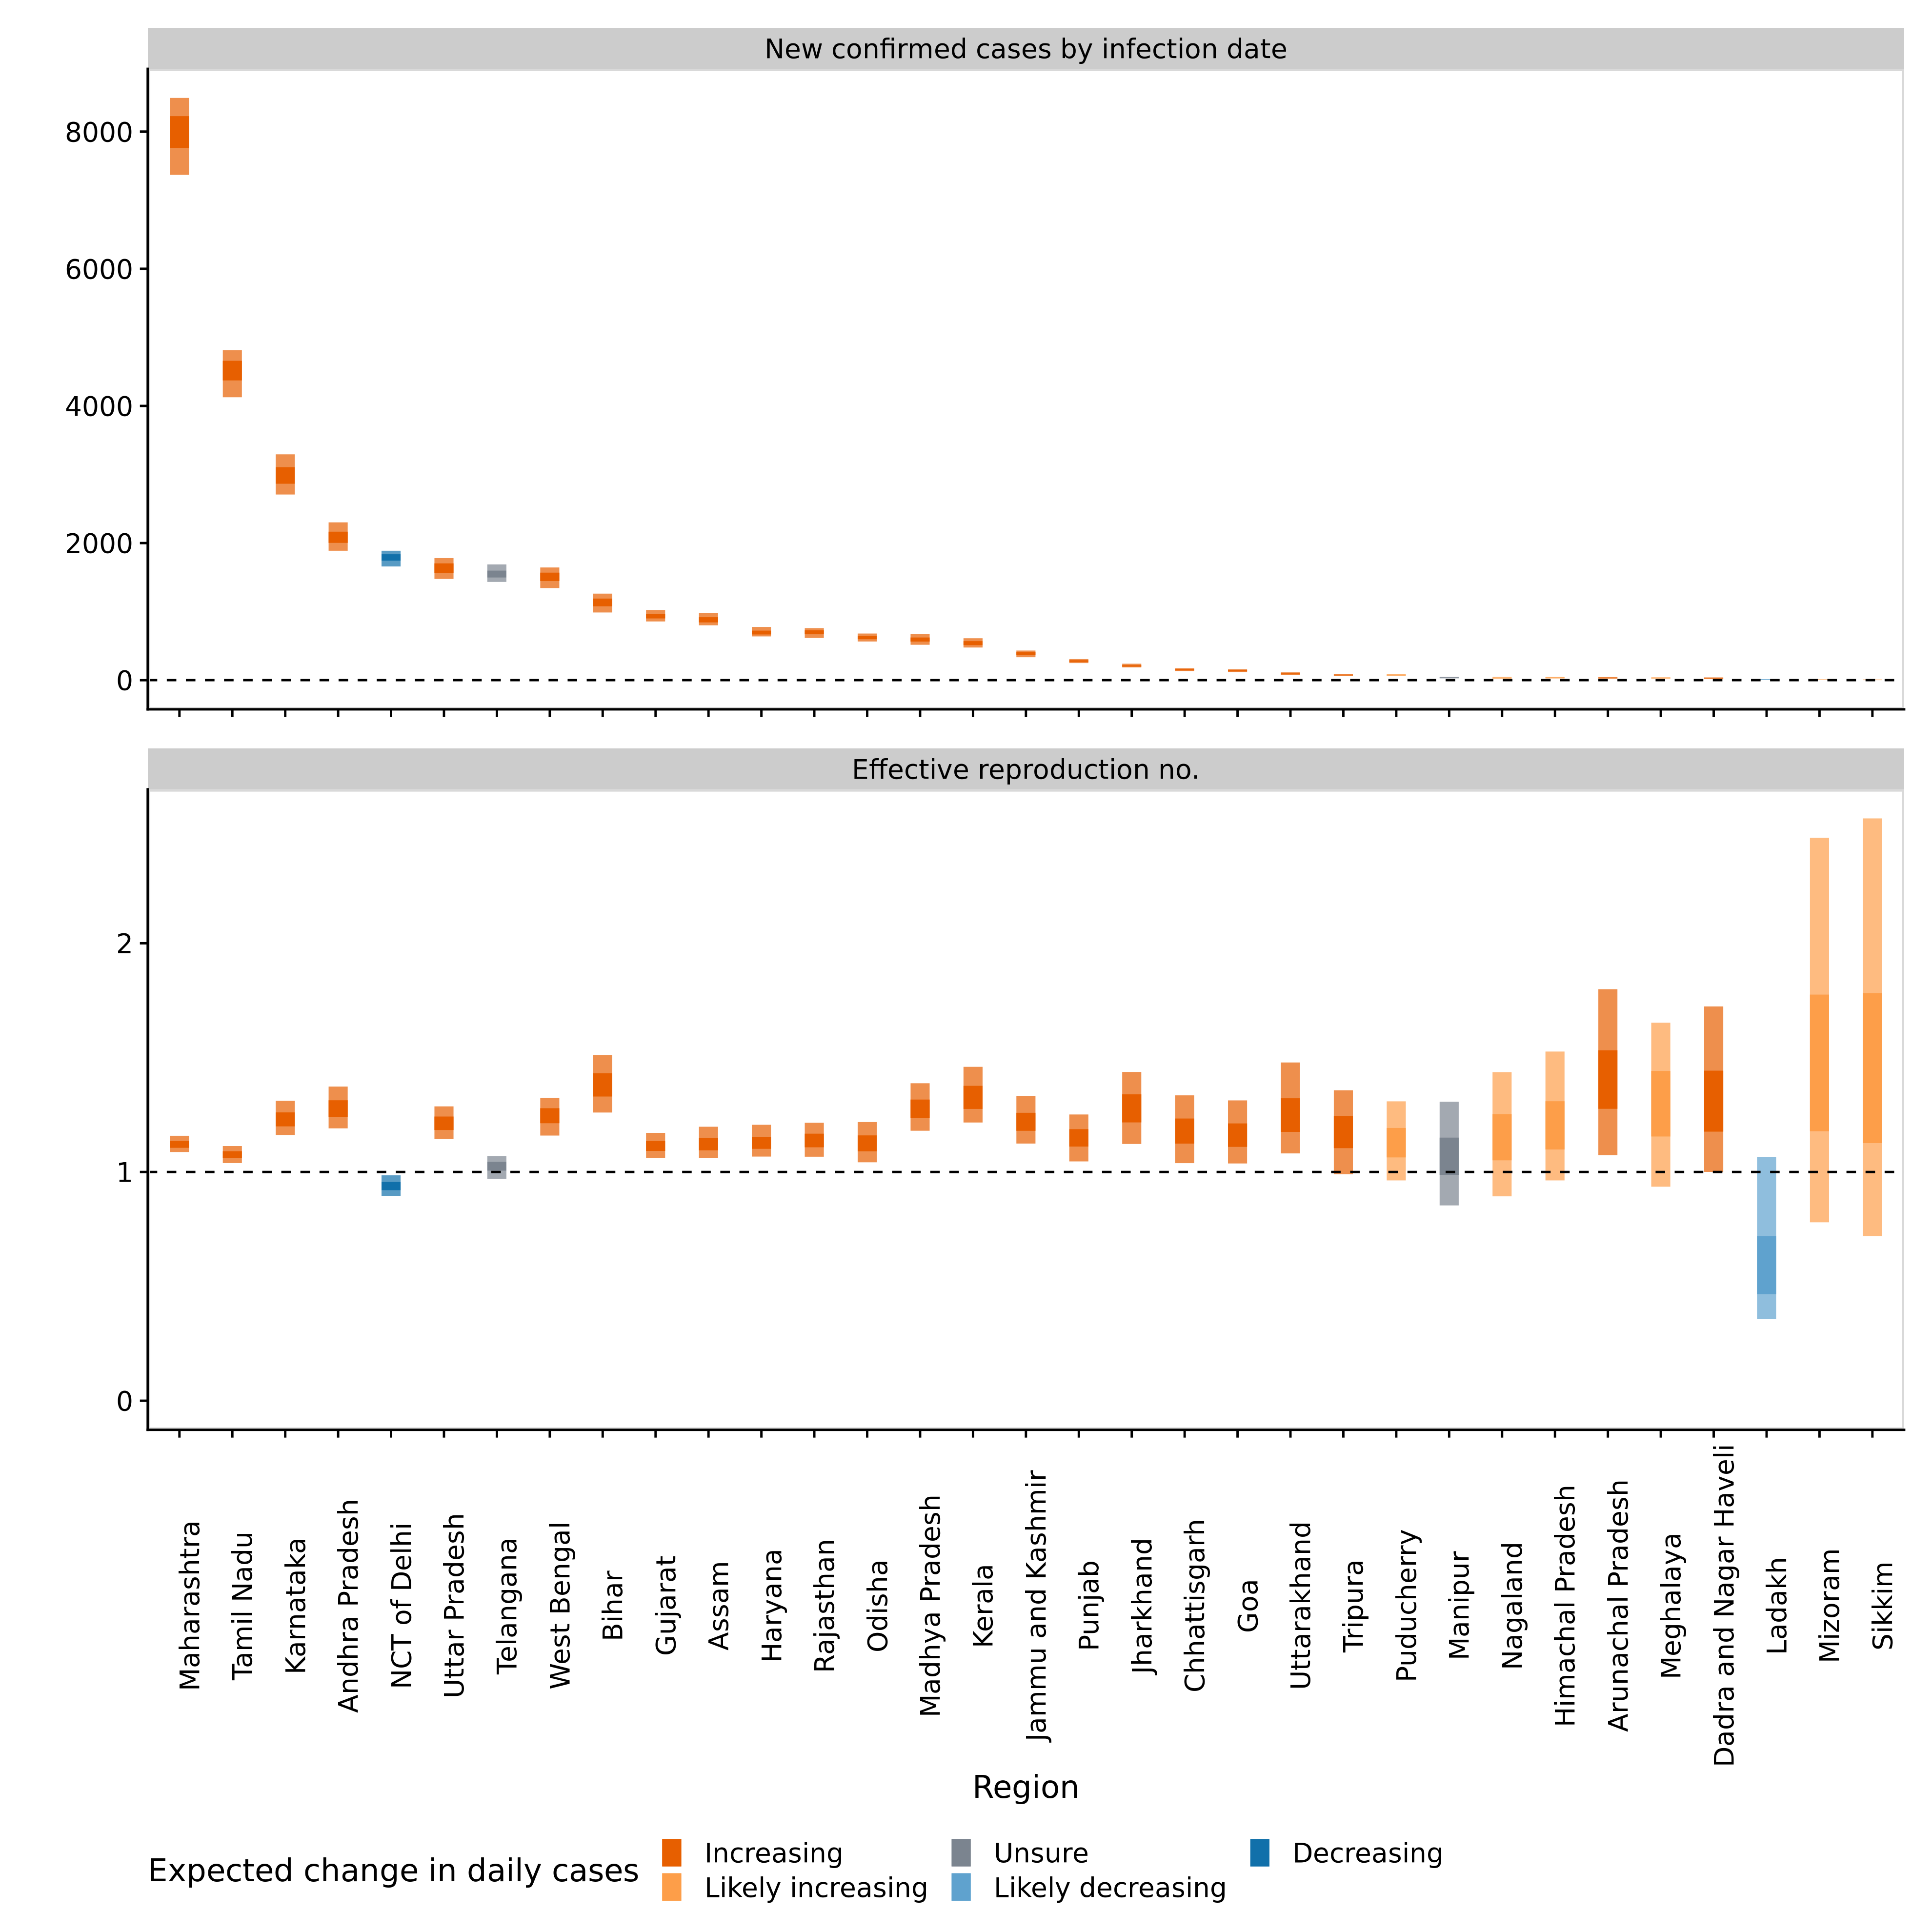 New confirmed cases by infection date
8000
6000
4000
2000
0
Effective reproduction no.
2
1
0
Maharashtra
Tamil Nadu
Karnataka
Andhra Pradesh
NCT of Delhi
Uttar Pradesh
Telangana
West Bengal
Bihar
Gujarat
Assam
Haryana
Rajasthan
Odisha
Madhya Pradesh
Kerala
Jammu and Kashmir
Punjab
Jharkhand
Chhattisgarh
Goa
Uttarakhand
Tripura
Puducherry
Manipur
Nagaland
Himachal Pradesh
Arunachal Pradesh
Meghalaya
Dadra and Nagar Haveli
Ladakh
Mizoram
Sikkim
Region
Expected change in daily cases
Increasing
Likely increasing
Unsure
Likely decreasing
Decreasing